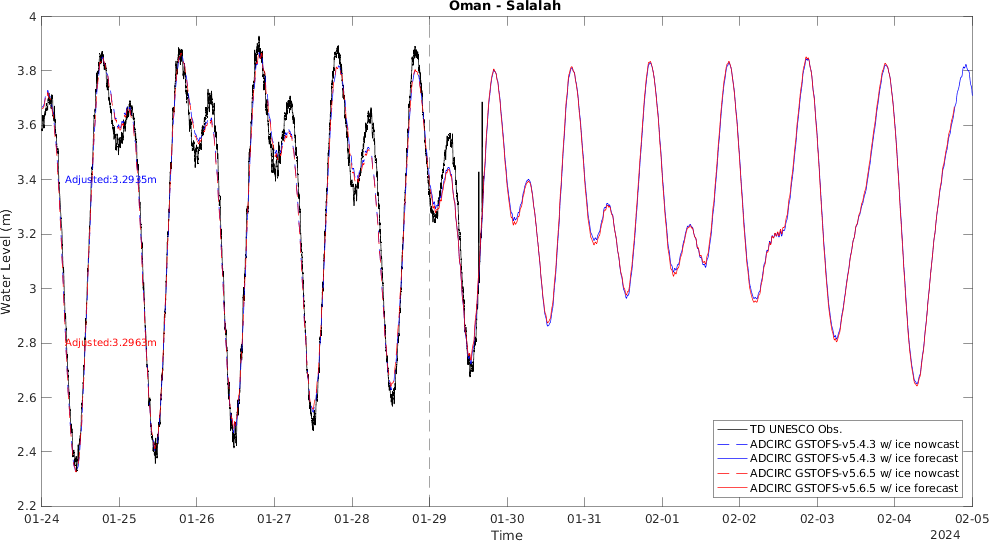 Oman - Salalah
4
3.8
3.6
3.4
3.2
3
2.8
2.6
2.4
2.2
Water Level (m)
Adjusted:3.2935m
Adjusted:3.2963m
TD UNESCO Obs.
ADCIRC GSTOFS-v5.4.3 w/ ice nowcast
ADCIRC GSTOFS-v5.4.3 w/ ice forecast
ADCIRC GSTOFS-v5.6.5 w/ ice nowcast
ADCIRC GSTOFS-v5.6.5 w/ ice forecast
01-24 01-25 01-26 01-27 01-28 01-29 01-30 01-31 02-01 02-02 02-03 02-04 02-05
Time
2024